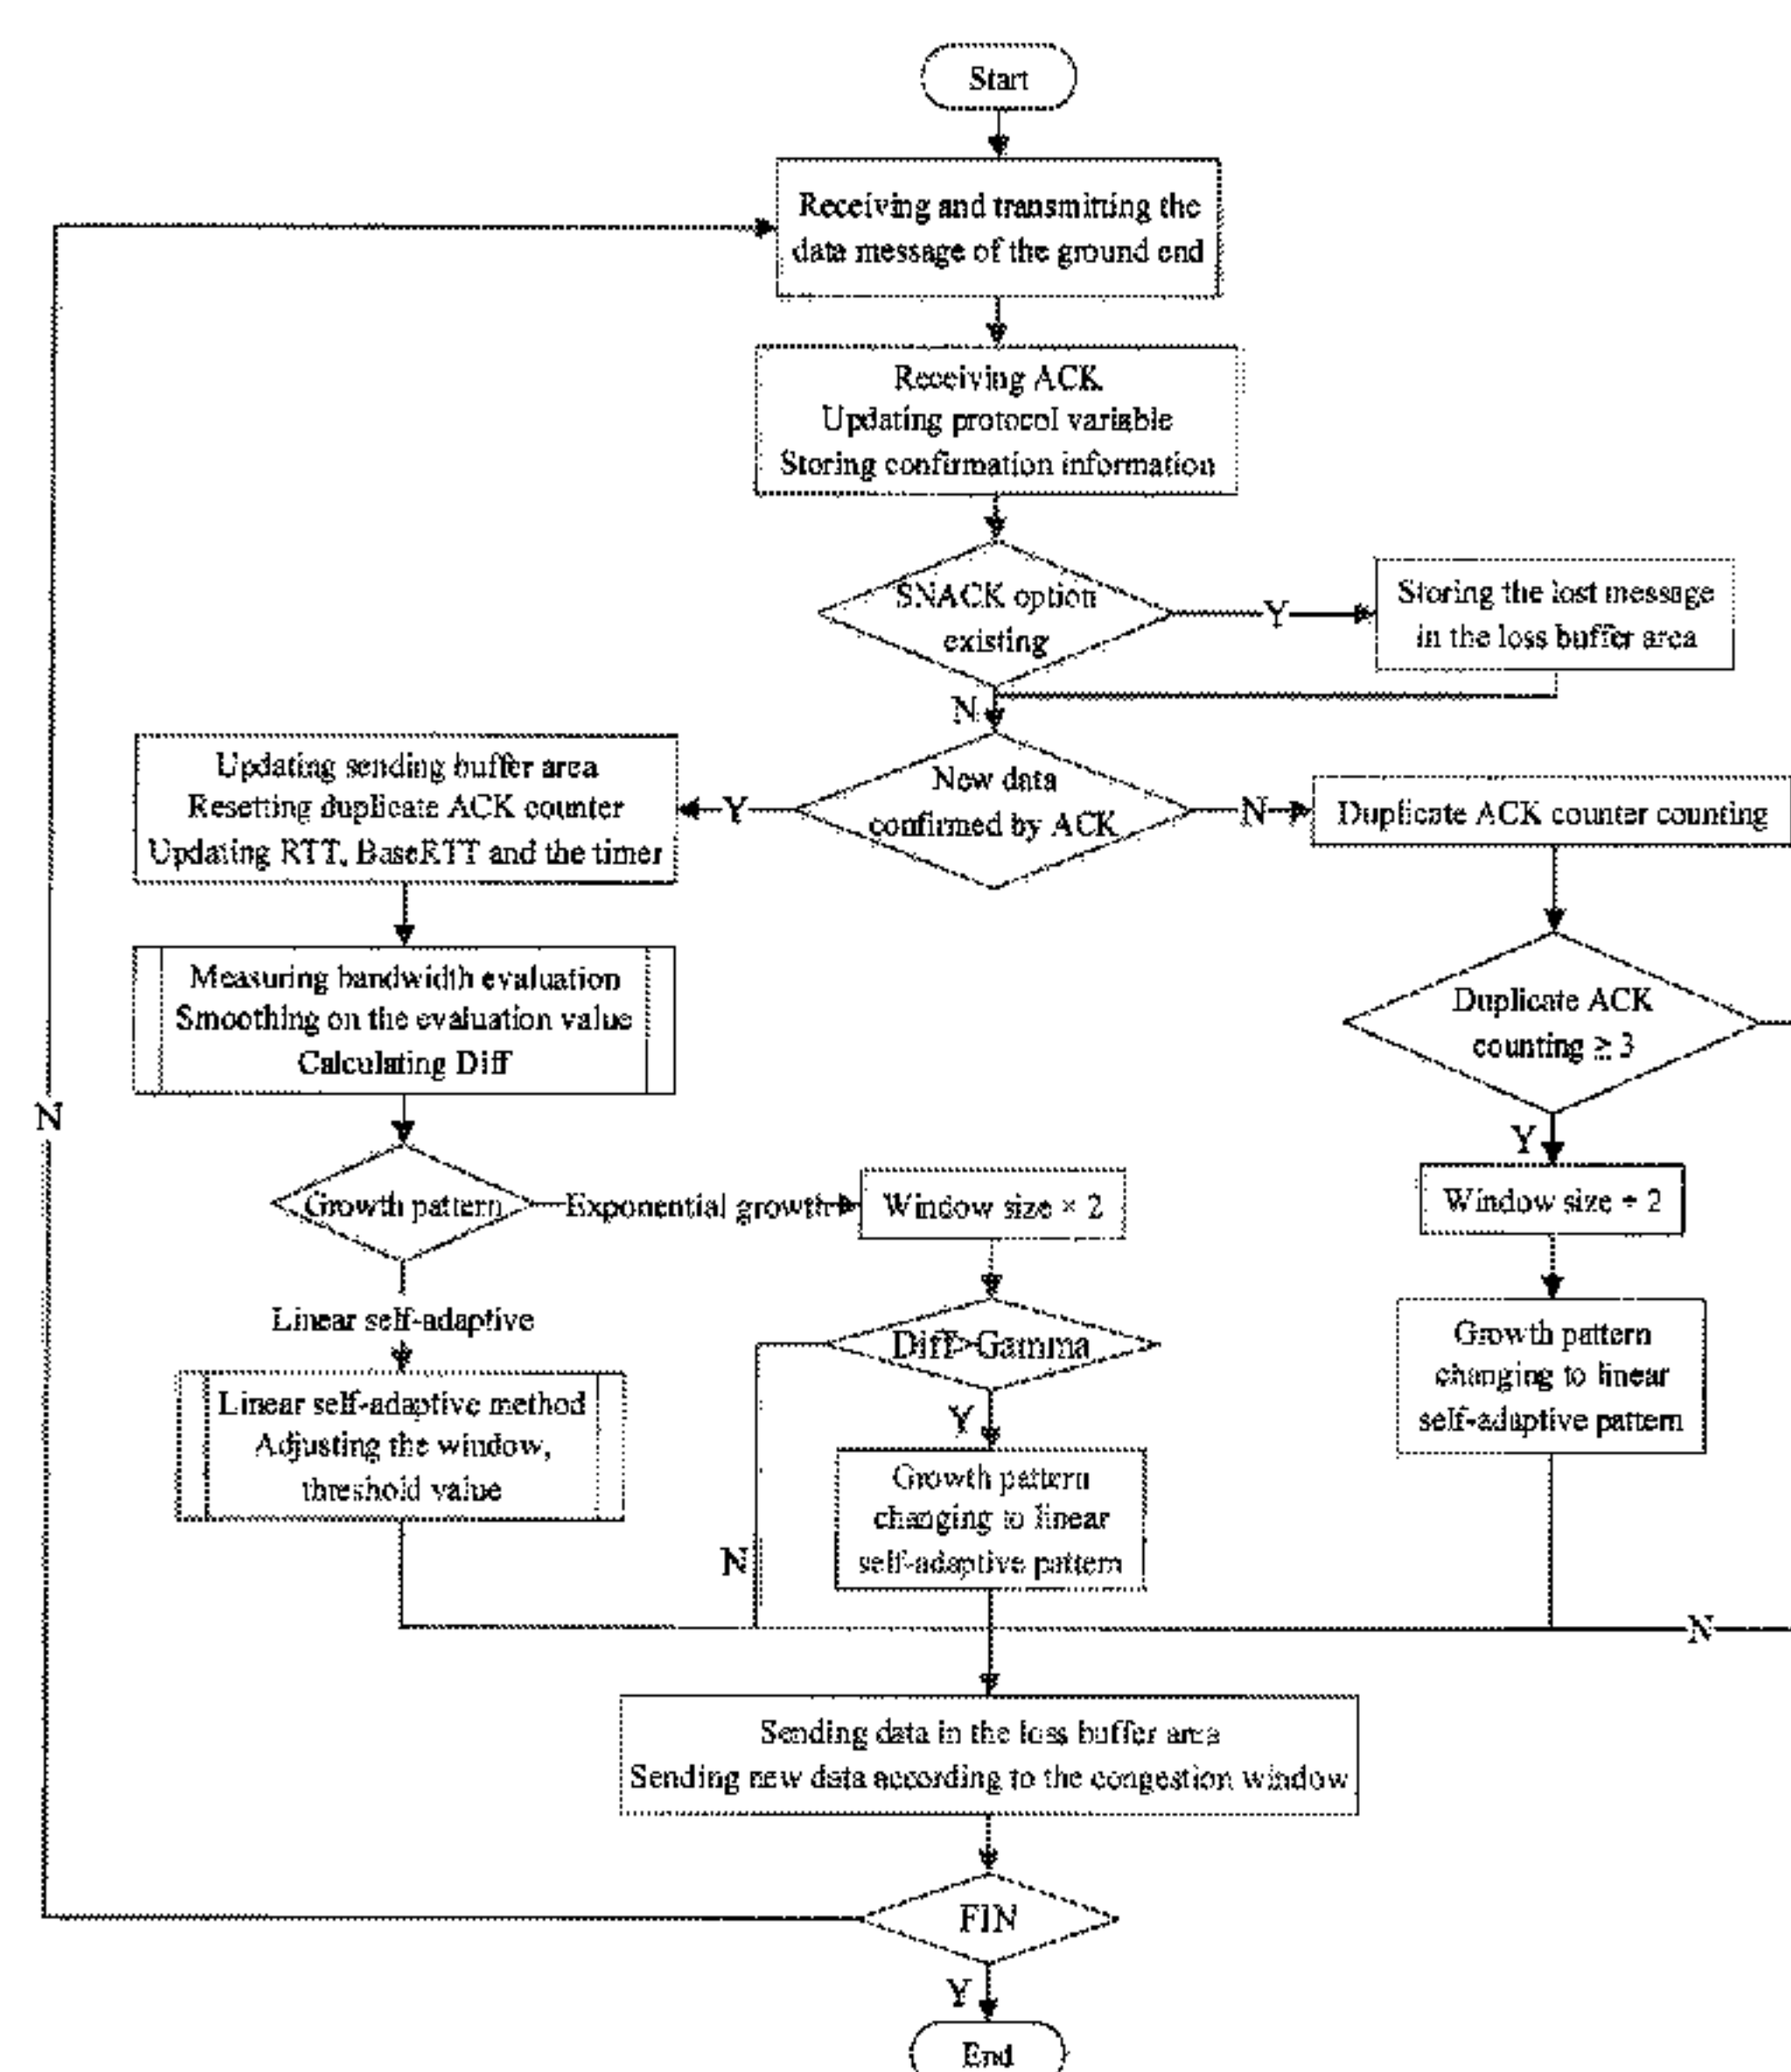 Start
Receiving and transmitting the
data message of the ground end
Receiving ACK
Updating protocol variable
Storing confirmation information
SNACK option
existing
Y
Storing the lost message
in the loss buffer area
N
New data
confirmed by ACK
Y
Updating sending buffer area
Resetting duplicate ACK counter
Updating RTT, BaseRTT and the timer
N
Duplicate ACK counter counting
Measuring bandwidth evaluation
Smoothing on the evaluation value
Calculating Diff
Duplicate ACK
counting ≥ 3
N
Y
Growth pattern
Exponential growth
Window size × 2
Window size ÷ 2
Linear self-adaptive
Diff>Gamma
Growth pattern
changing to linear
self-adaptive pattern
Linear self-adaptive method
Adjusting the window,
threshold value
Y
Growth pattern
changing to linear
self-adaptive pattern
N
N
Sending data in the loss buffer area
Sending new data according to the congestion window
FIN
Y
End